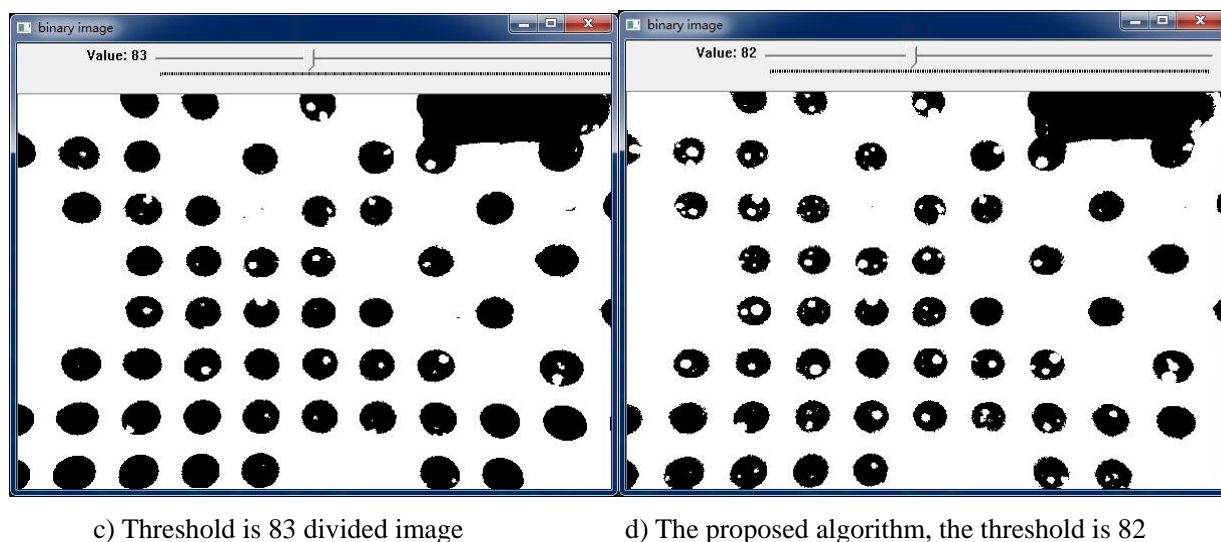 binary image
Value: 83
binary image
Value: 82
c) Threshold is 83 divided image
d) The proposed algorithm, the threshold is 82